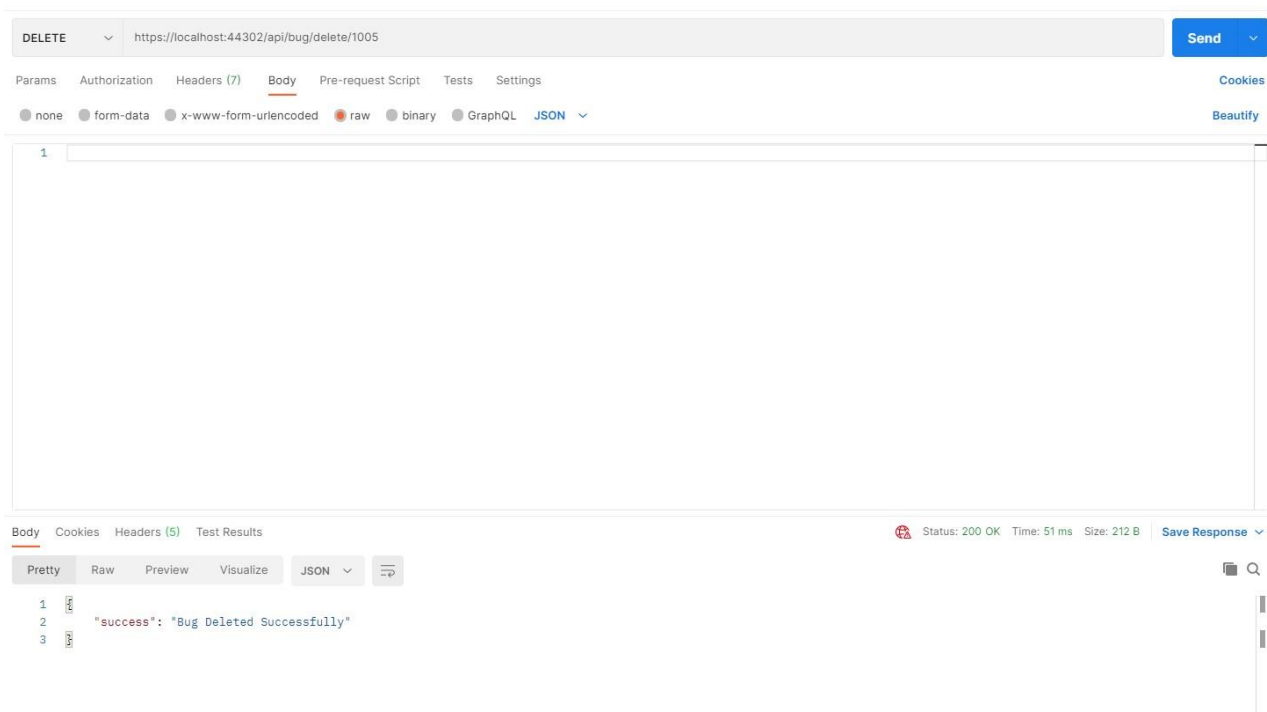 DELETE https://localhost:44302/api/bug/delete/1005 Send
Params Authorization Headers (7) Body Pre-request Script Tests Settings Cookies
none form-data x-www-form-urlencoded raw binary GraphQL JSON Beautify
1
Body Cookies Headers (5) Test Results Status: 200 OK Time: 51 ms Size: 212 B Save Response
Pretty Raw Preview Visualize JSON
1 {
2 "success": "Bug Deleted Successfully"
3 }